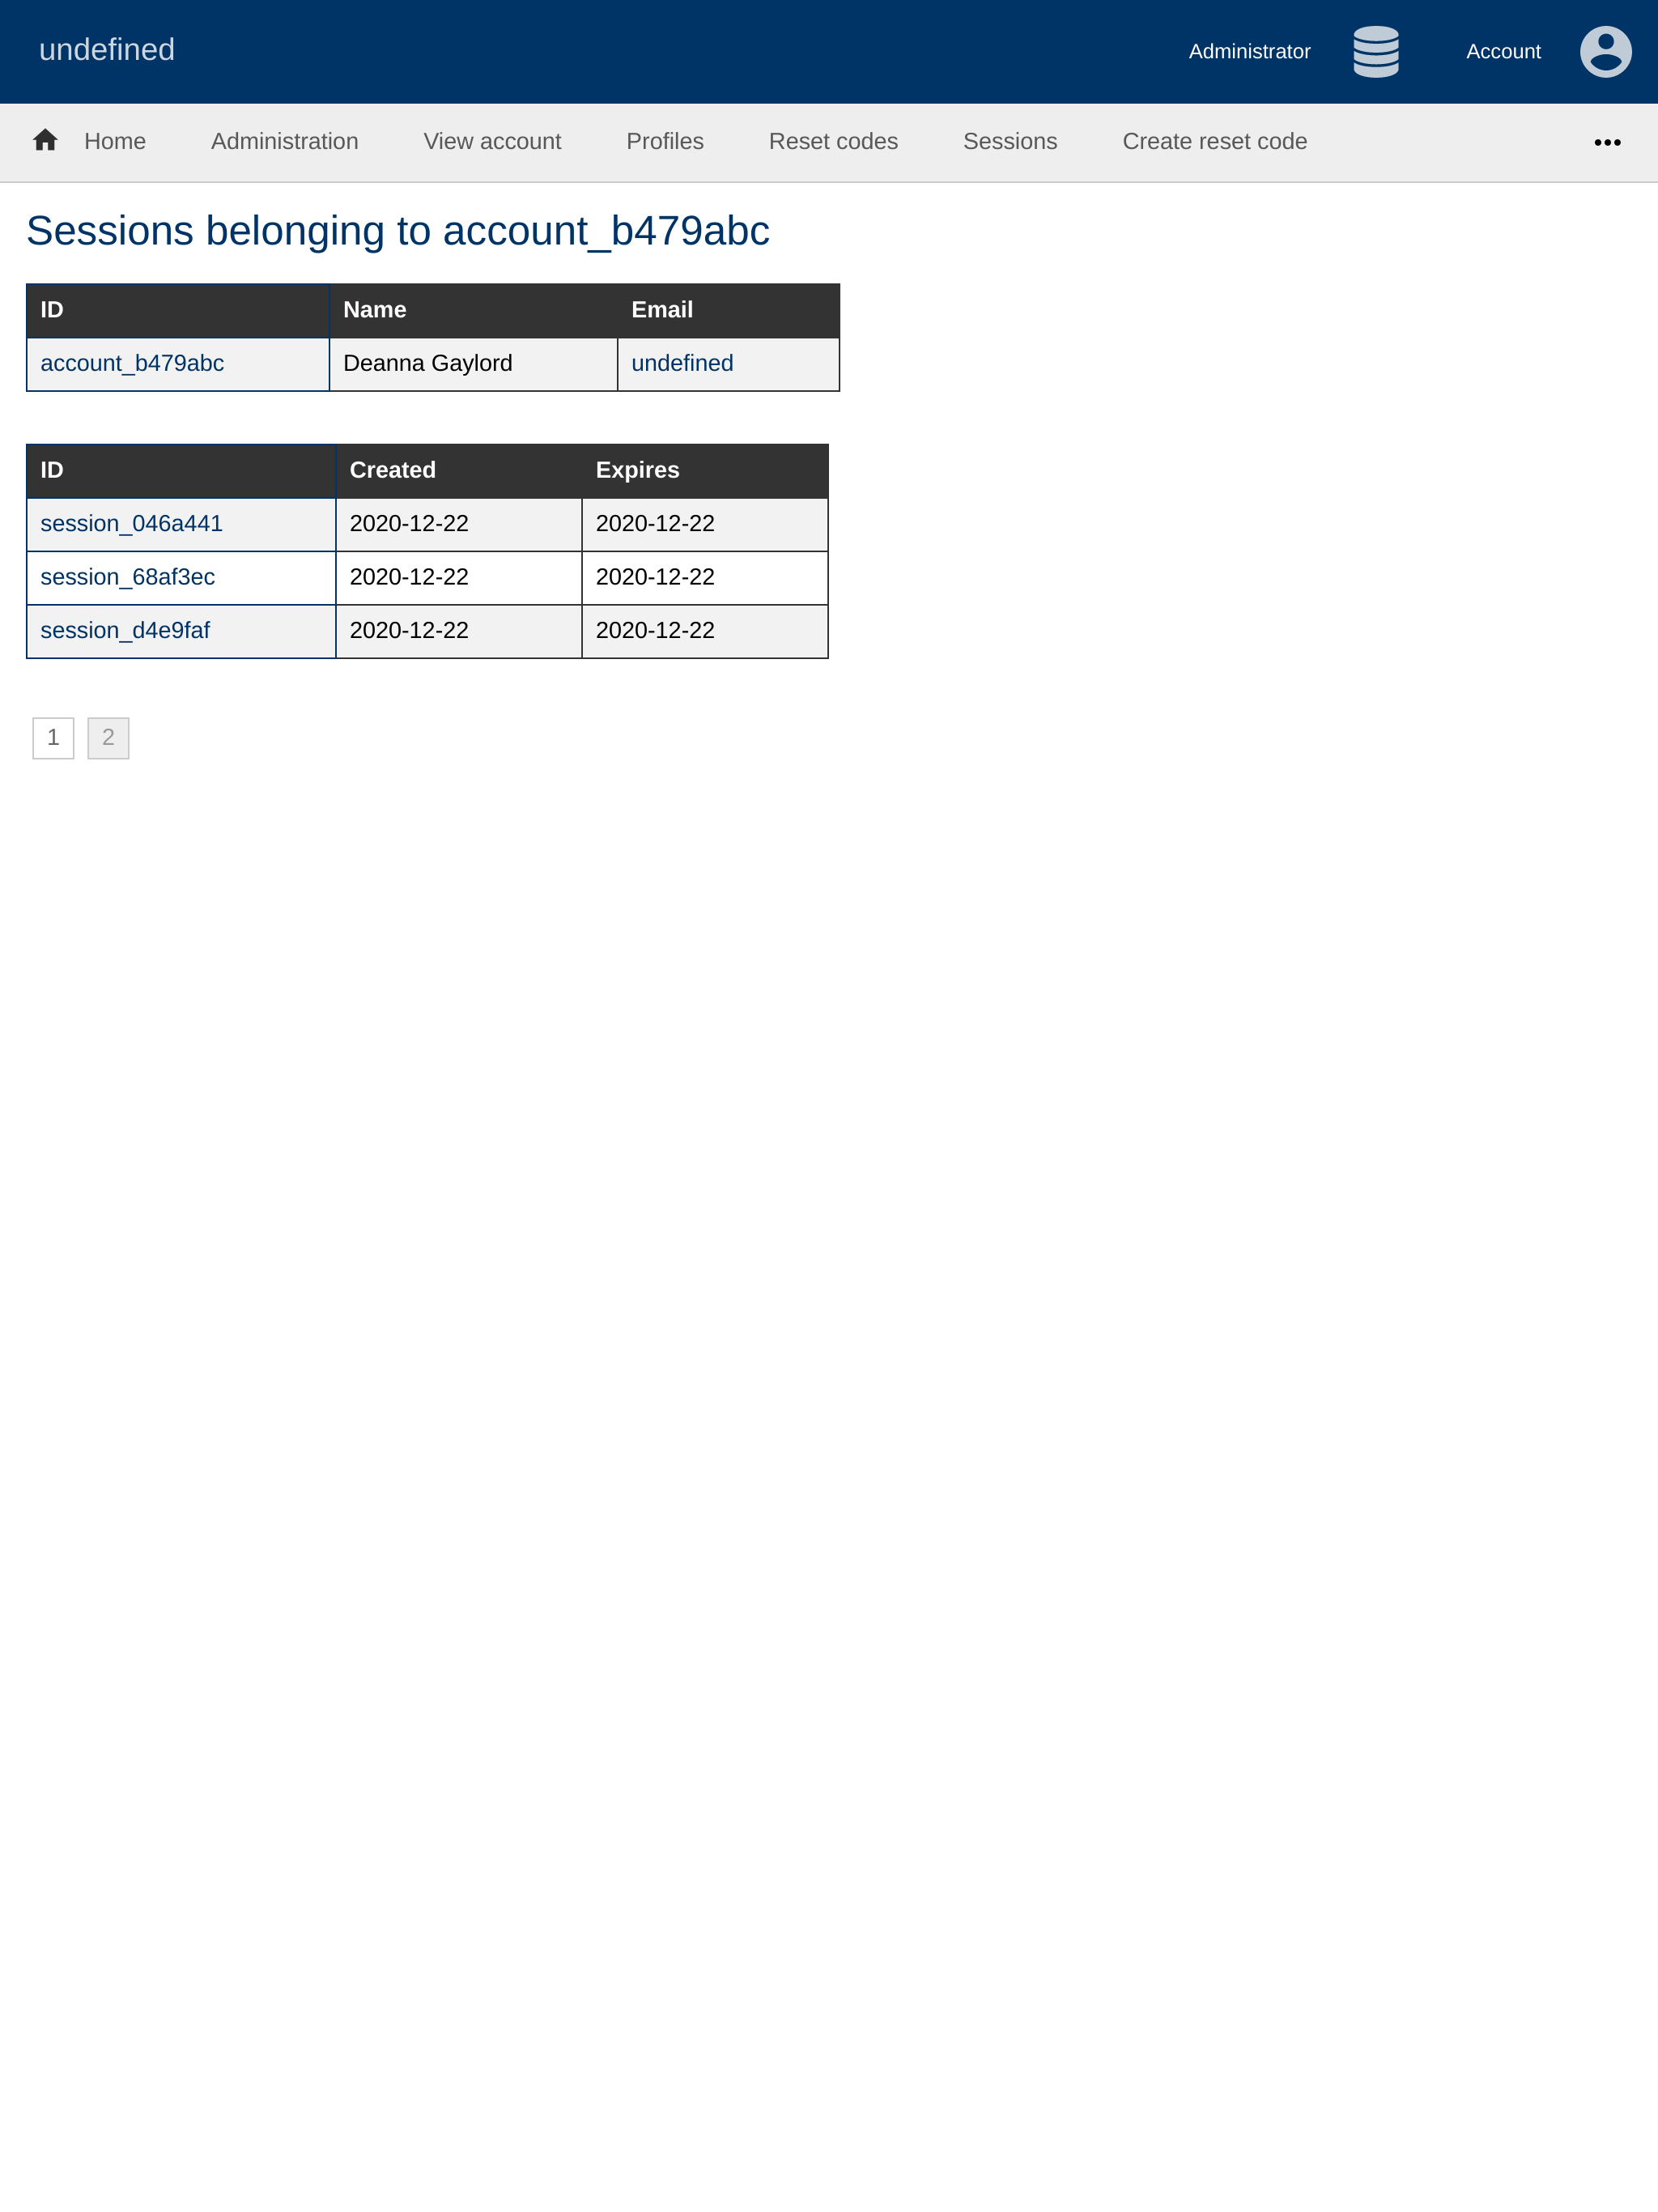 undefined
Administrator
Account
Home Administration View account Profiles Reset codes Sessions Create reset code
Sessions belonging to account_b479abc
ID Name Email
account_b479abc Deanna Gaylord undefined
ID Created Expires
session_046a441 2020-12-22 2020-12-22
session_68af3ec 2020-12-22 2020-12-22
session_d4e9faf 2020-12-22 2020-12-22
1 2